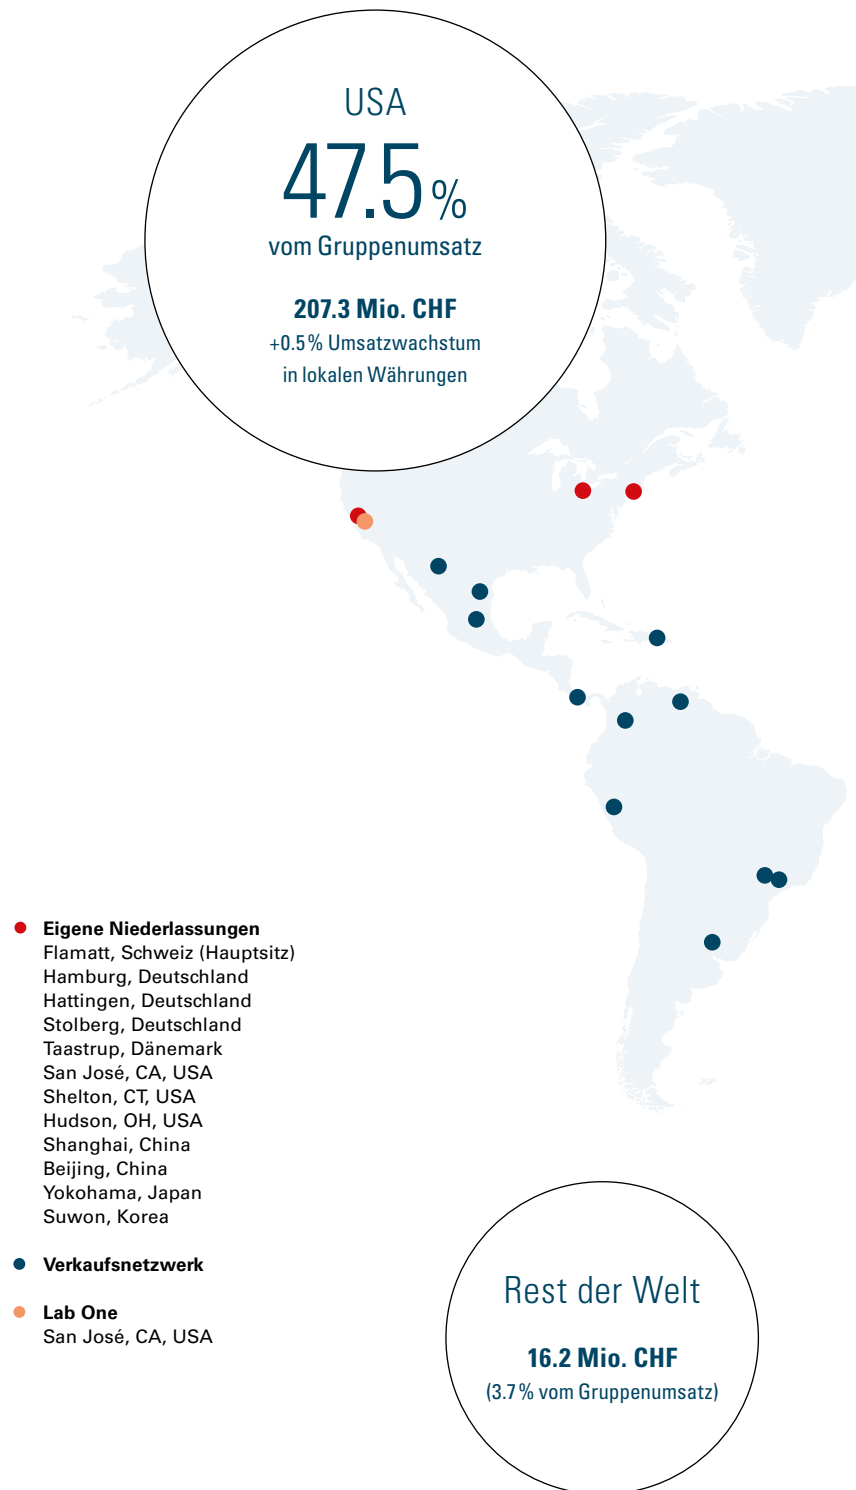 USA
47.5 %
vom Gruppenumsatz
207.3 Mio. CHF
+0.5 % Umsatzwachstum
in lokalen Währungen
Eigene Niederlassungen
Flamatt, Schweiz (Hauptsitz)
Hamburg, Deutschland
Hattingen, Deutschland
Stolberg, Deutschland
Taastrup, Dänemark
San José, CA, USA
Shelton, CT, USA
Hudson, OH, USA
Shanghai, China
Beijing, China
Yokohama, Japan
Suwon, Korea
Verkaufsnetzwerk
Lab One
San José, CA, USA
Rest der Welt
16.2 Mio. CHF
(3.7 % vom Gruppenumsatz)